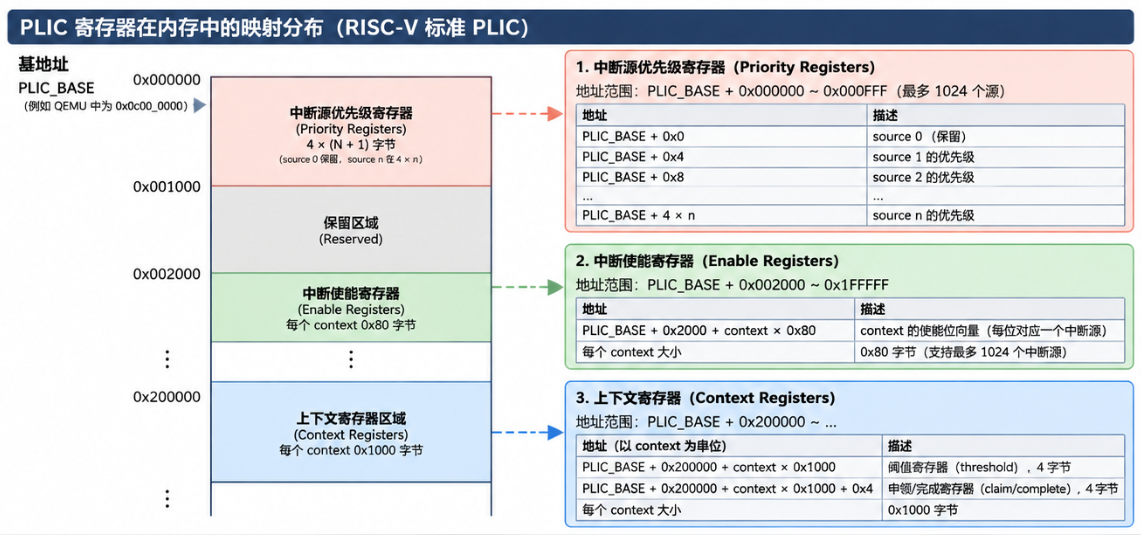 PLIC 寄存器在内存中的映射分布（RISC-V 标准 PLIC）
基地址
PLIC_BASE
（例如 QEMU 中为 0x0c00_0000）
0x000000
中断源优先级寄存器
(Priority Registers)
4 × (N + 1) 字节
(source 0 保留，source n 在 4 × n)
0x001000
保留区域
(Reserved)
0x002000
中断使能寄存器
(Enable Registers)
每个 context 0x80 字节
⋮
⋮
0x200000
上下文寄存器区域
(Context Registers)
每个 context 0x1000 字节
⋮
1. 中断源优先级寄存器（Priority Registers）
地址范围：PLIC_BASE + 0x000000 ~ 0x000FFF（最多 1024 个源）
地址 描述
PLIC_BASE + 0x0 source 0（保留）
PLIC_BASE + 0x4 source 1 的优先级
PLIC_BASE + 0x8 source 2 的优先级
... ...
PLIC_BASE + 4 × n source n 的优先级
2. 中断使能寄存器（Enable Registers）
地址范围：PLIC_BASE + 0x002000 ~ 0x1FFFFF
地址 描述
PLIC_BASE + 0x2000 + context × 0x80 context 的使能位向量（每位对应一个中断源）
每个 context 大小 0x80 字节（支持最多 1024 个中断源）
3. 上下文寄存器（Context Registers）
地址范围：PLIC_BASE + 0x200000 ~ ...
地址（以 context 为串位） 描述
PLIC_BASE + 0x200000 + context × 0x1000 阈值寄存器（threshold），4 字节
PLIC_BASE + 0x200000 + context × 0x1000 + 0x4 申领/完成寄存器（claim/complete），4 字节
每个 context 大小 0x1000 字节